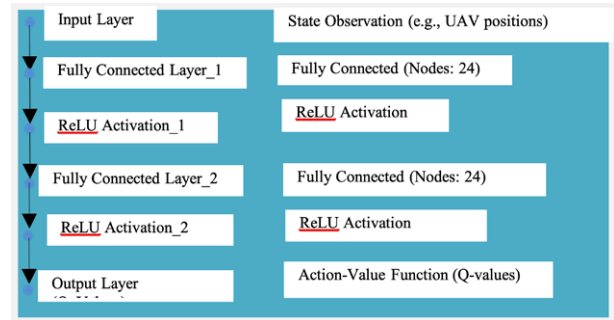 Input Layer
State Observation (e.g., UAV positions)
Fully Connected Layer_1
Fully Connected (Nodes: 24)
ReLU Activation_1
ReLU Activation
Fully Connected Layer_2
Fully Connected (Nodes: 24)
ReLU Activation_2
ReLU Activation
Output Layer
Action-Value Function (Q-values)